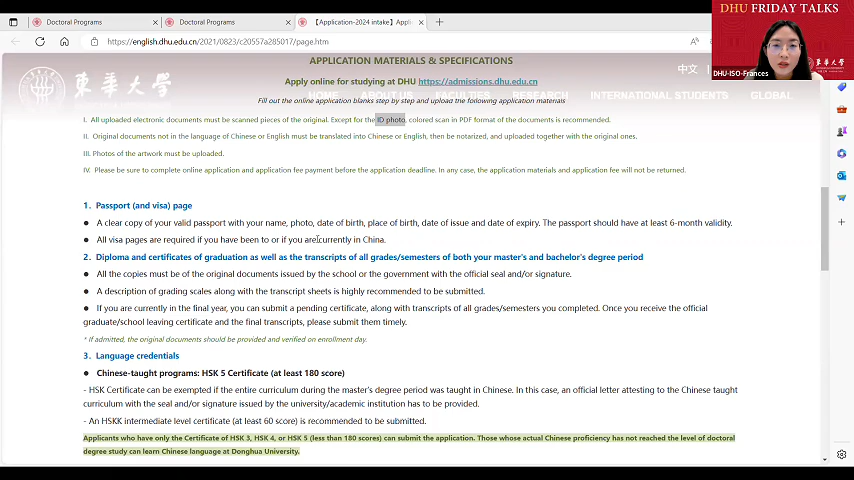 DHU FRIDAY TALKS
Doctoral Programs
Doctoral Programs
【Application-2024 intake】Appli
https://english.dhu.edu.cn/2021/0823/c20557a285017/page.htm
DHU-ISO-Frances
東華大学
中文
HOME ABOUT US FACULTIES RESEARCH INTERNATIONAL STUDENTS GLOBAL
APPLICATION MATERIALS & SPECIFICATIONS
Apply online for studying at DHU https://admissions.dhu.edu.cn
Fill out the online application blanks step by step and upload the following application materials
I. All uploaded electronic documents must be scanned pieces of the original. Except for the ID photo, colored scan in PDF format of the documents is recommended.
II. Original documents not in the language of Chinese or English must be translated into Chinese or English, then be notarized, and uploaded together with the original ones.
III. Photos of the artwork must be uploaded.
IV. Please be sure to complete online application and application fee payment before the application deadline. In any case, the application materials and application fee will not be returned.
1. Passport (and visa) page
● A clear copy of your valid passport with your name, photo, date of birth, place of birth, date of issue and date of expiry. The passport should have at least 6-month validity.
● All visa pages are required if you have been to or if you are currently in China.
2. Diploma and certificates of graduation as well as the transcripts of all grades/semesters of both your master's and bachelor's degree period
● All the copies must be of the original documents issued by the school or the government with the official seal and/or signature.
● A description of grading scales along with the transcript sheets is highly recommended to be submitted.
● If you are currently in the final year, you can submit a pending certificate, along with transcripts of all grades/semesters you completed. Once you receive the official
graduate/school leaving certificate and the final transcripts, please submit them timely.
* If admitted, the original documents should be provided and verified on enrollment day.
3. Language credentials
● Chinese-taught programs: HSK 5 Certificate (at least 180 score)
- HSK Certificate can be exempted if the entire curriculum during the master's degree period was taught in Chinese. In this case, an official letter attesting to the Chinese taught
curriculum with the seal and/or signature issued by the university/academic institution has to be provided.
- An HSKK intermediate level certificate (at least 60 score) is recommended to be submitted.
Applicants who have only the Certificate of HSK 3, HSK 4, or HSK 5 (less than 180 scores) can submit the application. Those whose actual Chinese proficiency has not reached the level of doctoral
degree study can learn Chinese language at Donghua University.